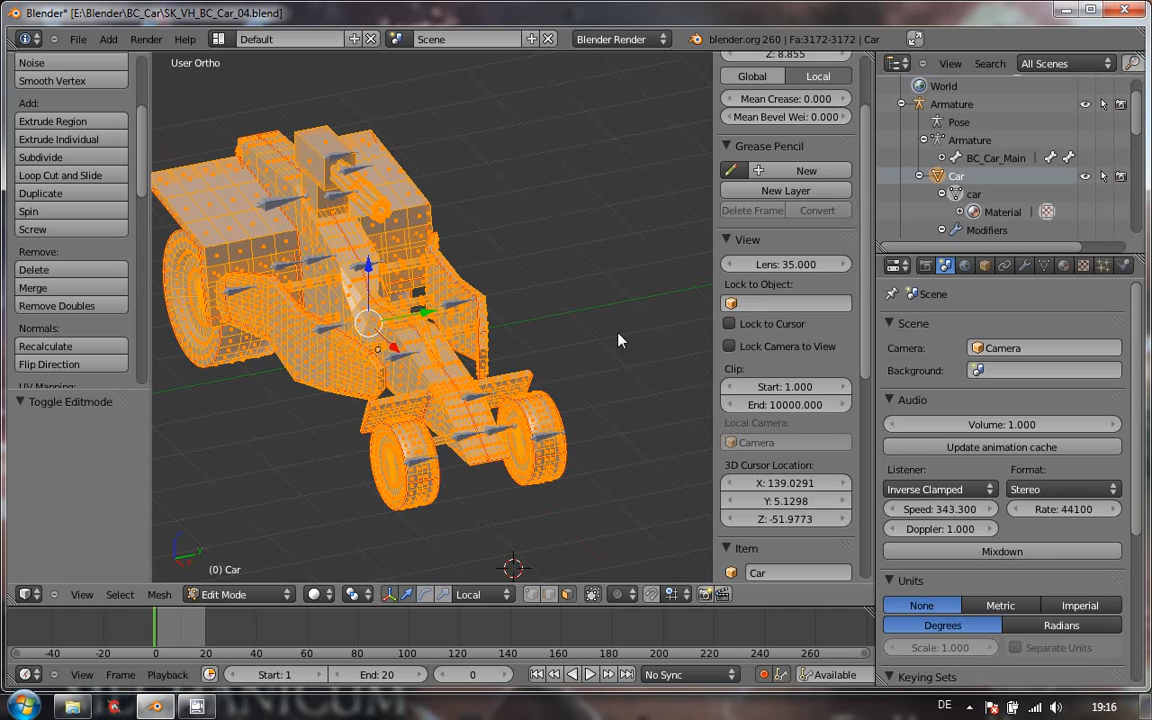 Blender* [E:\Blender\BC_Car\SK_VH_BC_Car_04.blend]
File Add Render Help Default Scene Blender Render blender.org 260 | Fa:3172-3172 | Car
Noise
Smooth Vertex
Add:
Extrude Region
Extrude Individual
Subdivide
Loop Cut and Slide
Duplicate
Spin
Screw
Remove:
Delete
Merge
Remove Doubles
Normals:
Recalculate
Flip Direction
UV Mapping:
Toggle Editmode
User Ortho
(0) Car
Z: 8.855
Global Local
Mean Crease: 0.000
Mean Bevel Wei: 0.000
Grease Pencil
New
New Layer
Delete Frame Convert
View
Lens: 35.000
Lock to Object:
Lock to Cursor
Lock Camera to View
Clip:
Start: 1.000
End: 10000.000
Local Camera:
Camera
3D Cursor Location:
X: 139.0291
Y: 5.1298
Z: -51.9773
Item
Car
View Search All Scenes
World
Armature
Pose
Armature
BC_Car_Main
Car
car
Material
Modifiers
Scene
Scene
Camera: Camera
Background:
Audio
Volume: 1.000
Update animation cache
Listener: Format:
Inverse Clamped Stereo
Speed: 343.300 Rate: 44100
Doppler: 1.000
Mixdown
Units
None Metric Imperial
Degrees Radians
Scale: 1.000 Separate Units
Keying Sets
View Select Mesh Edit Mode Local
-40 -20 0 20 40 60 80 100 120 140 160 180 200 220 240 260
View Frame Playback Start: 1 End: 20 0 No Sync Available
DE 19:16